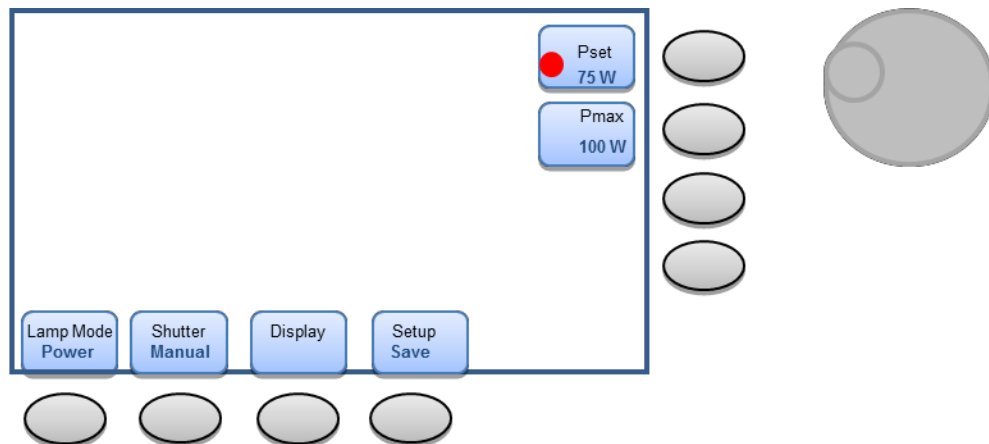 Pset
75 W
Pmax
100 W
Lamp Mode
Power
Shutter
Manual
Display
Setup
Save